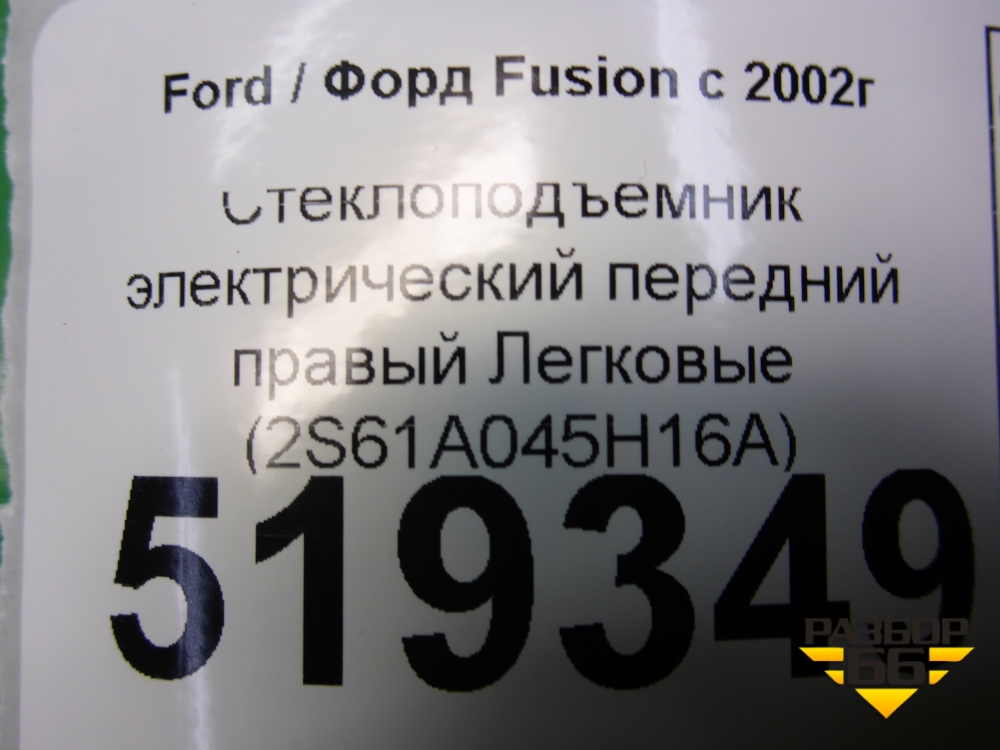 Ford / Форд Fusion с 2002г
Стеклоподъемник
электрический передний
правый Легковые
(2S61A045H16A)
519349
РАЗБОР
66